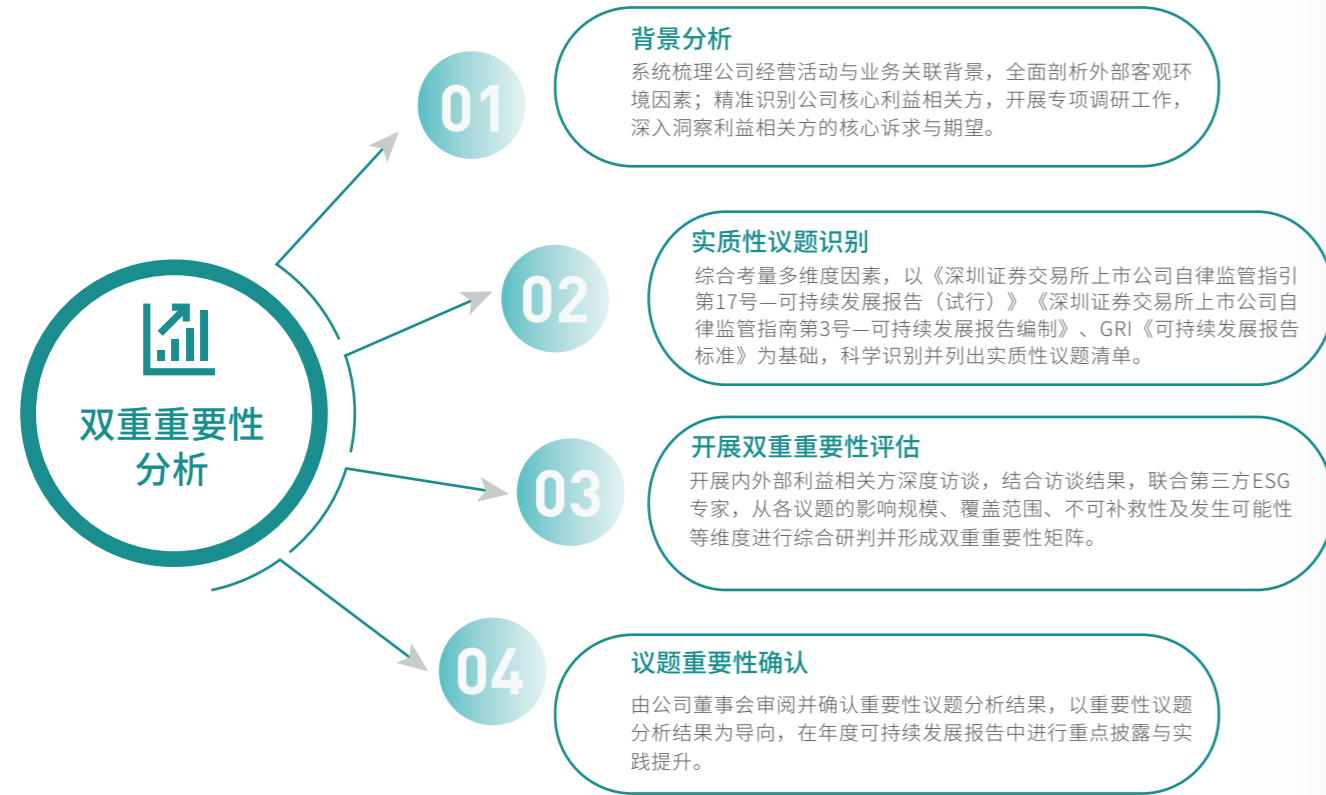 双重重要性
分析
01
背景分析
系统梳理公司经营活动与业务关联背景，全面剖析外部客观环
境因素；精准识别公司核心利益相关方，开展专项调研工作，
深入洞察利益相关方的核心诉求与期望。
02
实质性议题识别
综合考量多维度因素，以《深圳证券交易所上市公司自律监管指引
第17号—可持续发展报告（试行）》《深圳证券交易所上市公司自
律监管指南第3号—可持续发展报告编制》、GRI《可持续发展报告
标准》为基础，科学识别并列出实质性议题清单。
03
开展双重重要性评估
开展内外部利益相关方深度访谈，结合访谈结果，联合第三方ESG
专家，从各议题的影响规模、覆盖范围、不可补救性及发生可能性
等维度进行综合研判并形成双重重要性矩阵。
04
议题重要性确认
由公司董事会审阅并确认重要性议题分析结果，以重要性议题
分析结果为导向，在年度可持续发展报告中进行重点披露与实
践提升。